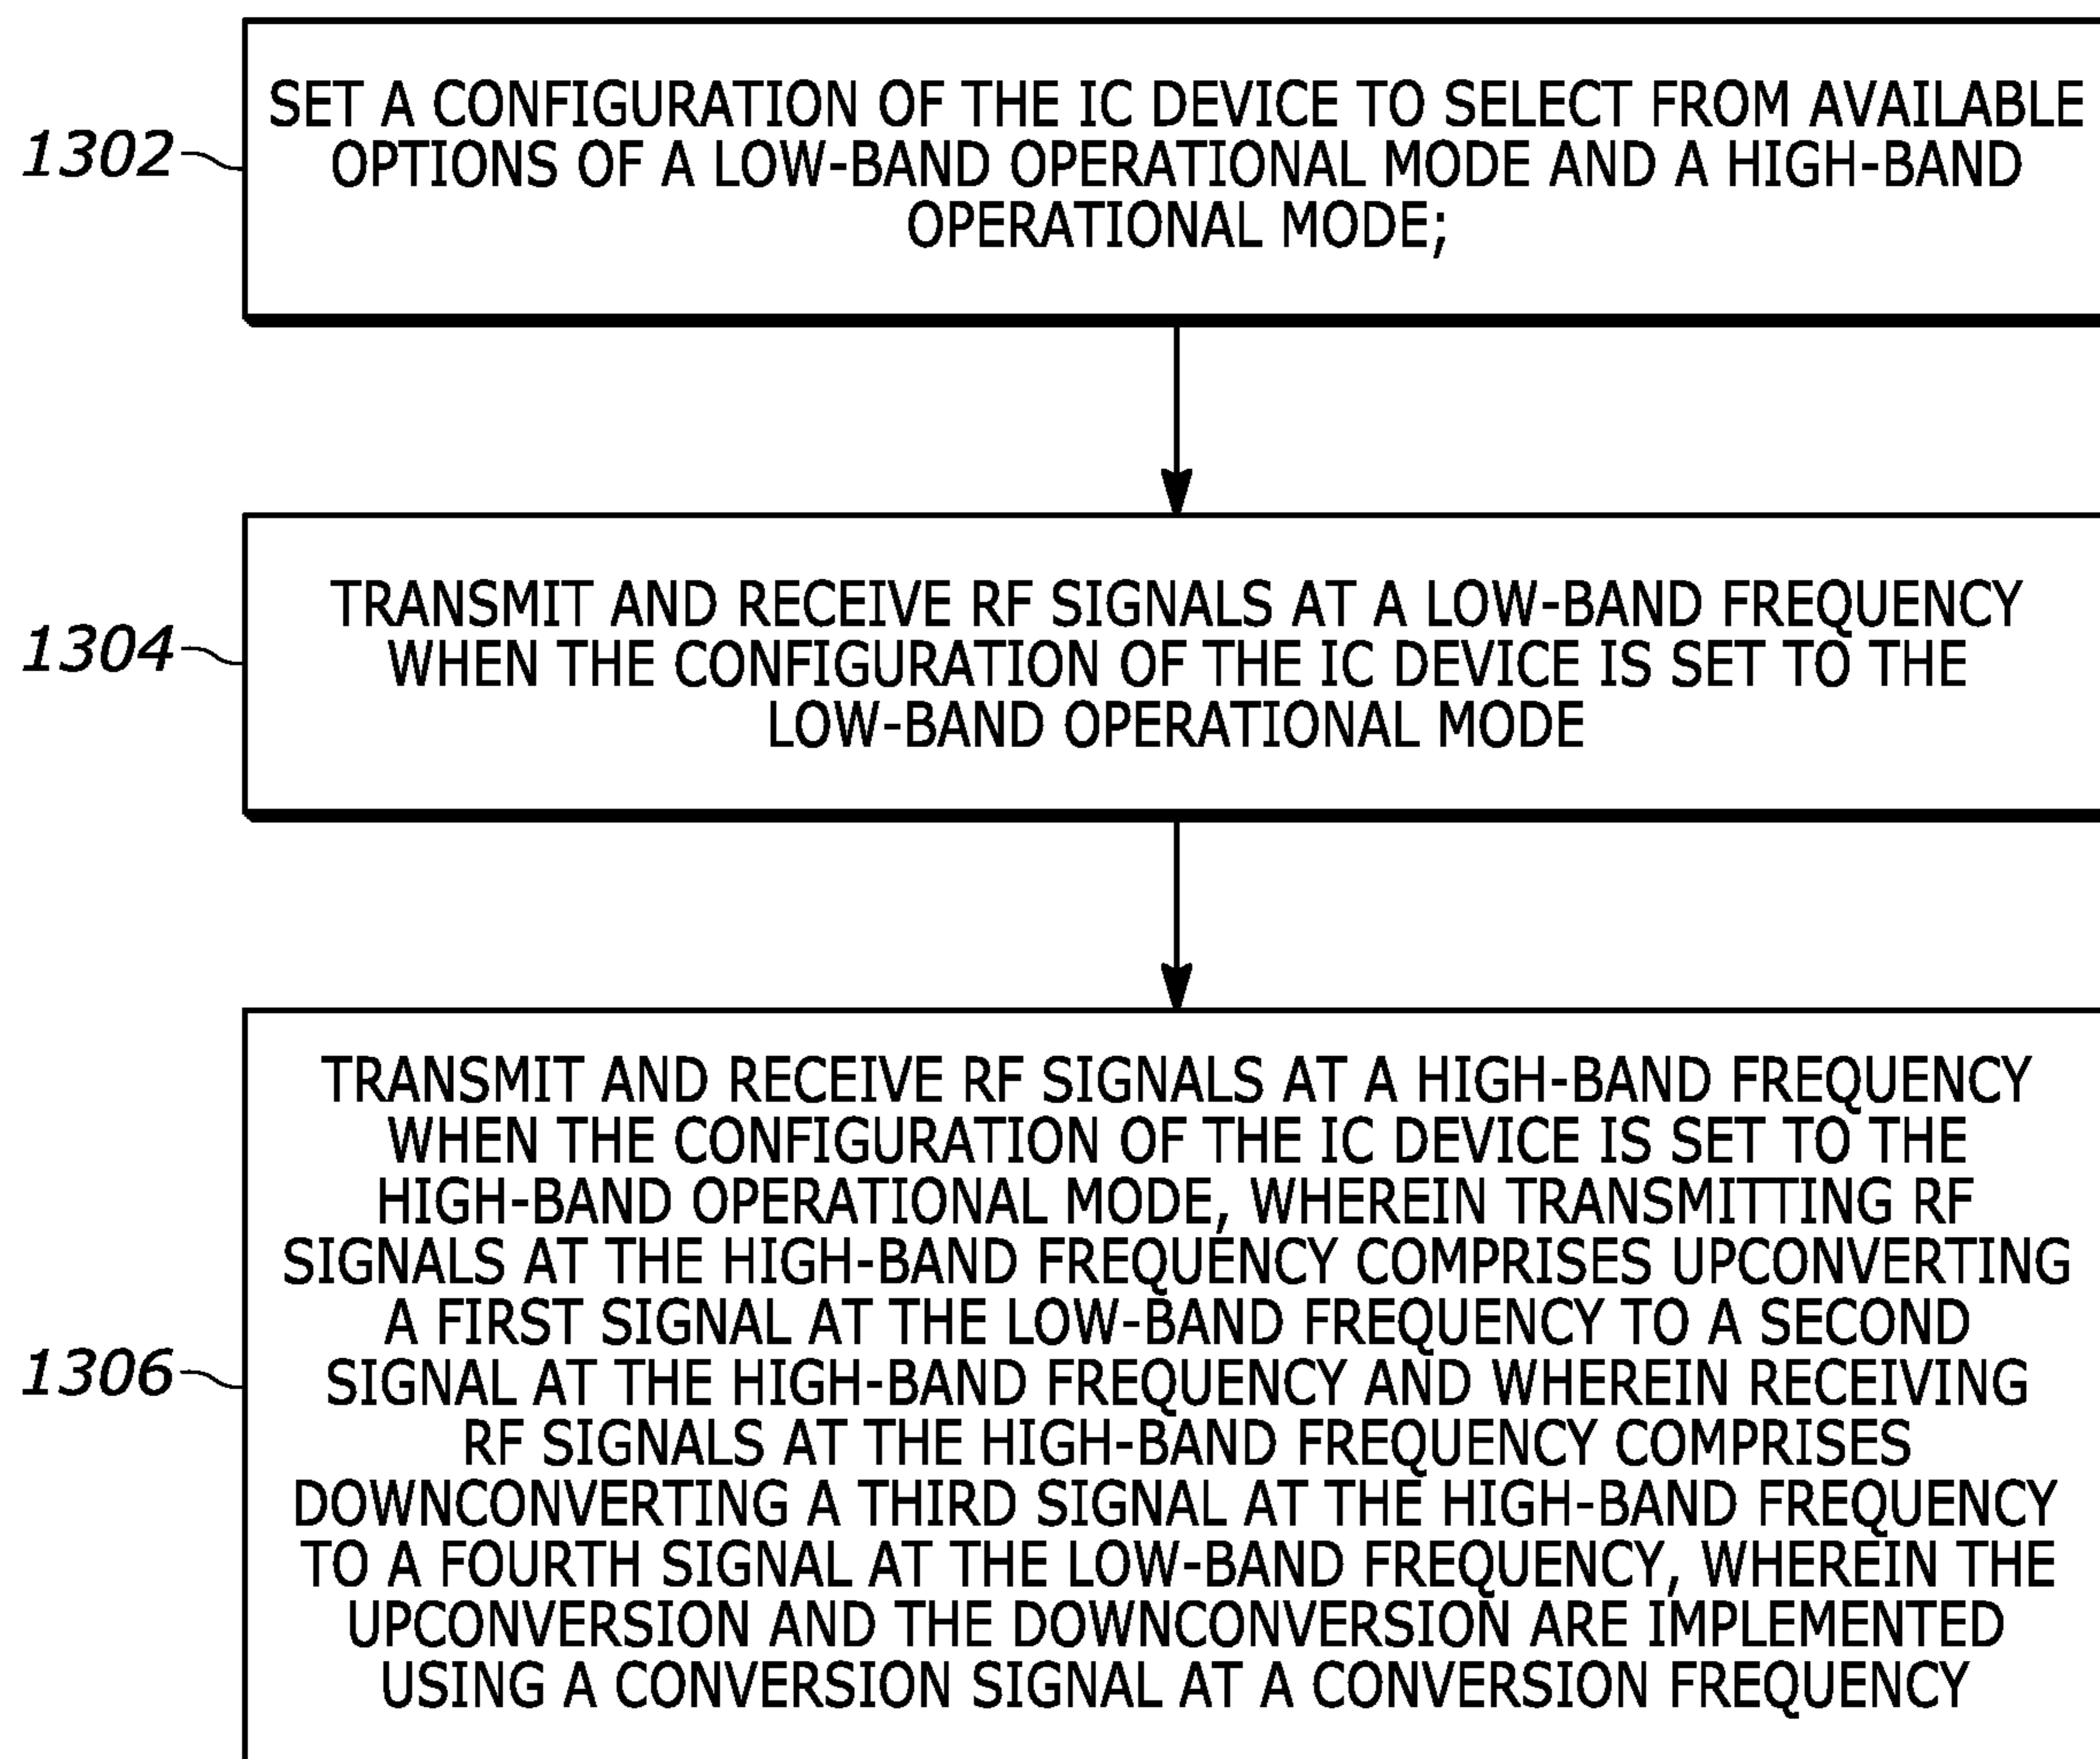 1302
SET A CONFIGURATION OF THE IC DEVICE TO SELECT FROM AVAILABLE
OPTIONS OF A LOW-BAND OPERATIONAL MODE AND A HIGH-BAND
OPERATIONAL MODE;
1304
TRANSMIT AND RECEIVE RF SIGNALS AT A LOW-BAND FREQUENCY
WHEN THE CONFIGURATION OF THE IC DEVICE IS SET TO THE
LOW-BAND OPERATIONAL MODE
1306
TRANSMIT AND RECEIVE RF SIGNALS AT A HIGH-BAND FREQUENCY
WHEN THE CONFIGURATION OF THE IC DEVICE IS SET TO THE
HIGH-BAND OPERATIONAL MODE, WHEREIN TRANSMITTING RF
SIGNALS AT THE HIGH-BAND FREQUENCY COMPRISES UPCONVERTING
A FIRST SIGNAL AT THE LOW-BAND FREQUENCY TO A SECOND
SIGNAL AT THE HIGH-BAND FREQUENCY AND WHEREIN RECEIVING
RF SIGNALS AT THE HIGH-BAND FREQUENCY COMPRISES
DOWNCONVERTING A THIRD SIGNAL AT THE HIGH-BAND FREQUENCY
TO A FOURTH SIGNAL AT THE LOW-BAND FREQUENCY, WHEREIN THE
UPCONVERSION AND THE DOWNCONVERSION ARE IMPLEMENTED
USING A CONVERSION SIGNAL AT A CONVERSION FREQUENCY